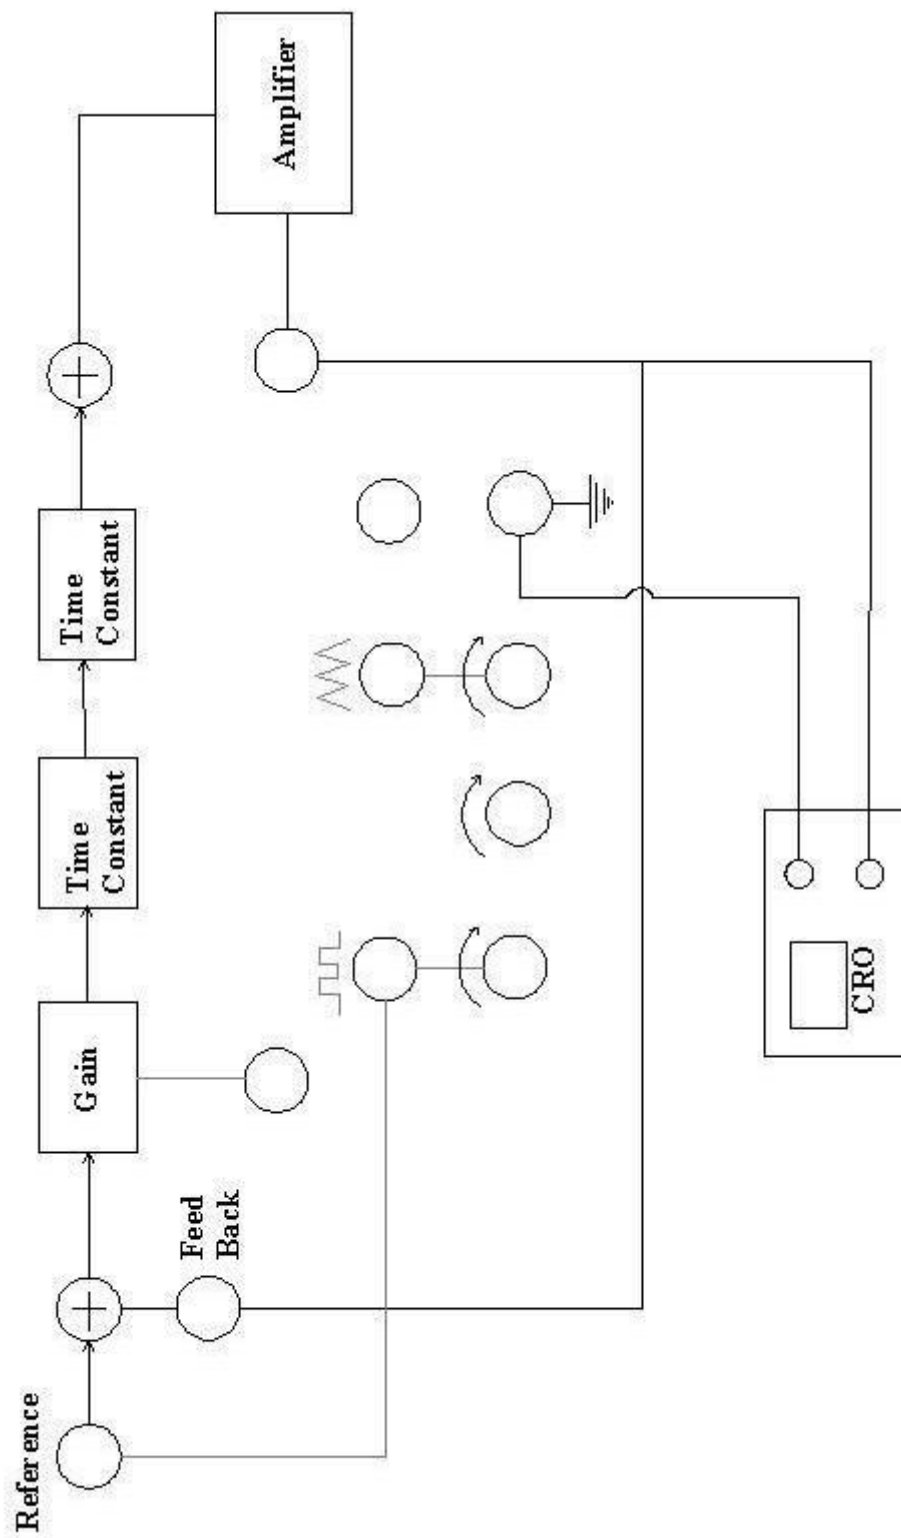 Reference
Feed
Back
Gain
Time
Constant
Time
Constant
Amplifier
CRO